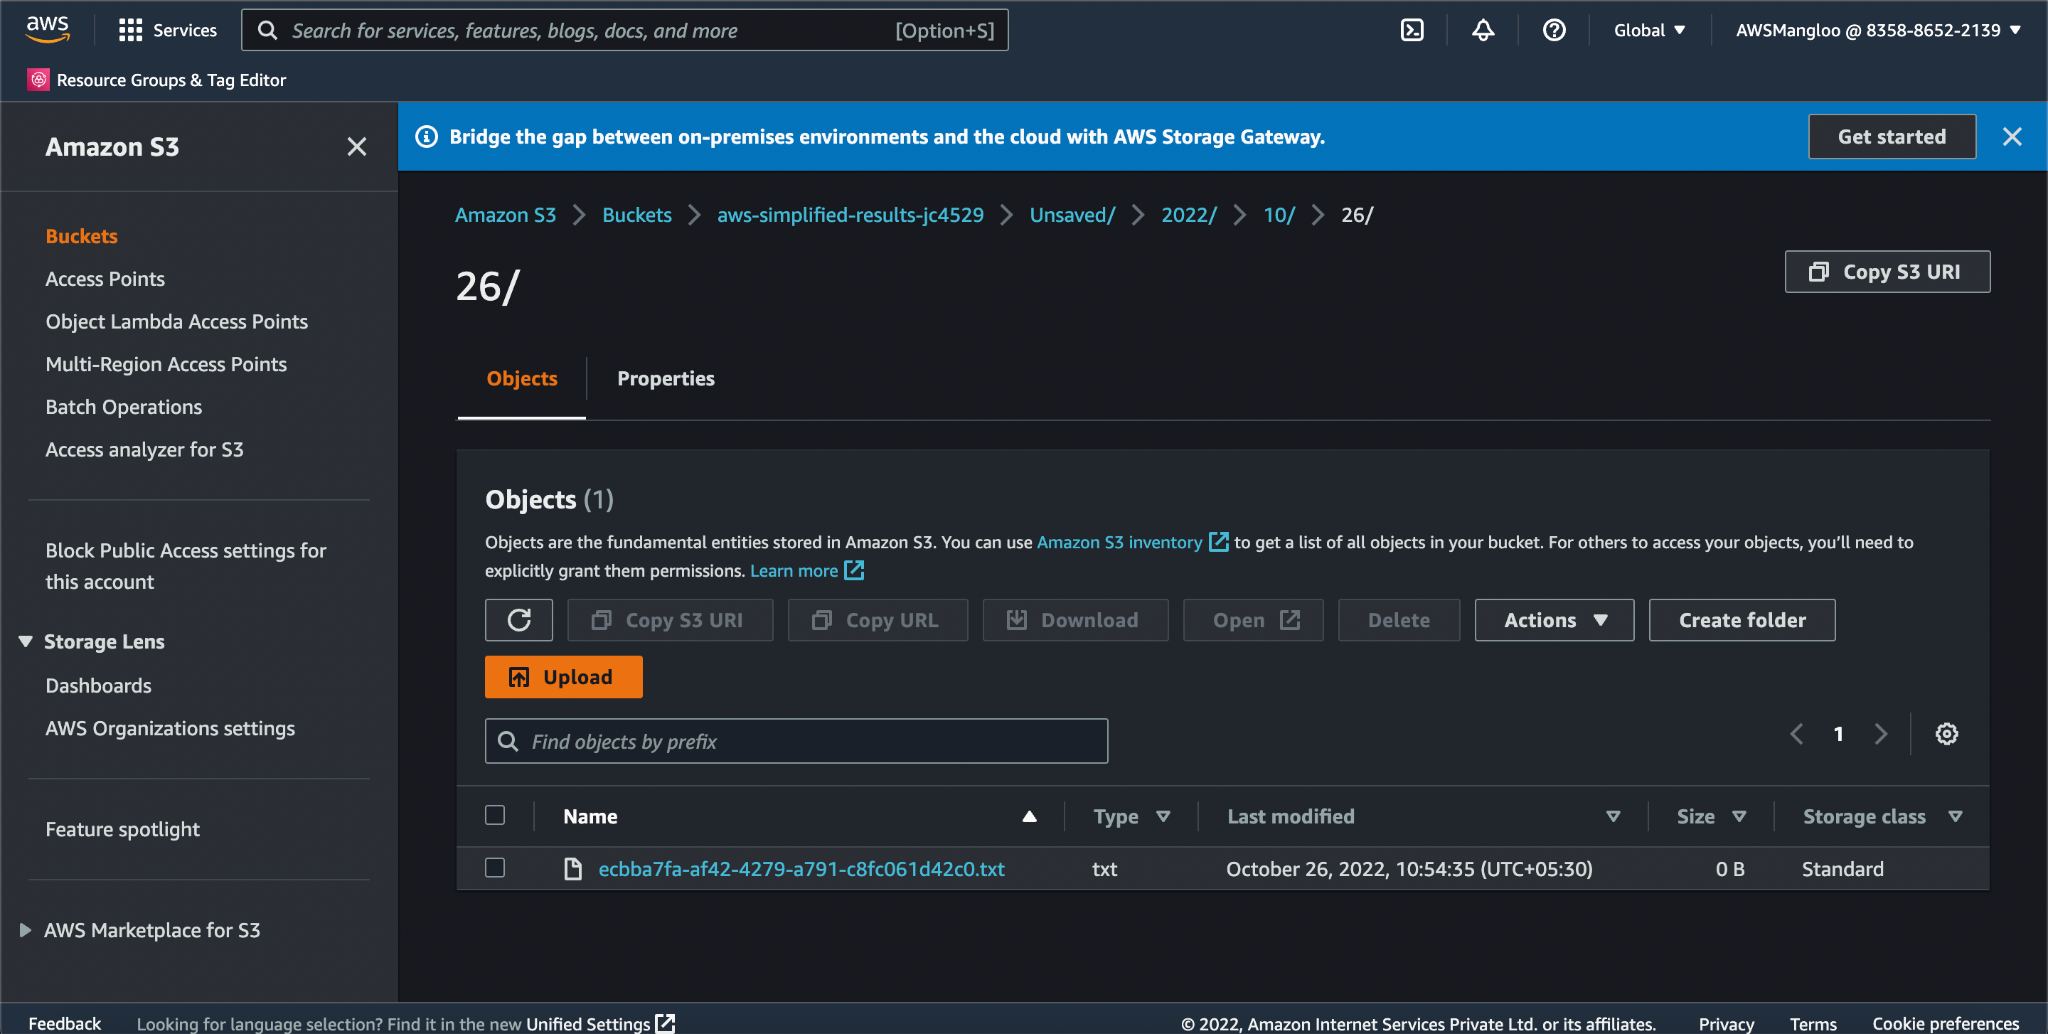 aws
Services
Search for services, features, blogs, docs, and more
[Option+S]
Global
AWSMangloo @ 8358-8652-2139
Resource Groups & Tag Editor
Amazon S3
Buckets
Access Points
Object Lambda Access Points
Multi-Region Access Points
Batch Operations
Access analyzer for S3
Block Public Access settings for
this account
Storage Lens
Dashboards
AWS Organizations settings
Feature spotlight
AWS Marketplace for S3
Bridge the gap between on-premises environments and the cloud with AWS Storage Gateway.
Get started
Amazon S3 > Buckets > aws-simplified-results-jc4529 > Unsaved/ > 2022/ > 10/ > 26/
26/
Copy S3 URI
Objects
Properties
Objects (1)
Objects are the fundamental entities stored in Amazon S3. You can use Amazon S3 inventory to get a list of all objects in your bucket. For others to access your objects, you'll need to
explicitly grant them permissions. Learn more
Copy S3 URI
Copy URL
Download
Open
Delete
Actions
Create folder
Upload
Find objects by prefix
1
Name Type Last modified Size Storage class
ecbba7fa-af42-4279-a791-c8fc061d42c0.txt txt October 26, 2022, 10:54:35 (UTC+05:30) 0 B Standard
Feedback
Looking for language selection? Find it in the new Unified Settings
© 2022, Amazon Internet Services Private Ltd. or its affiliates.
Privacy
Terms
Cookie preferences